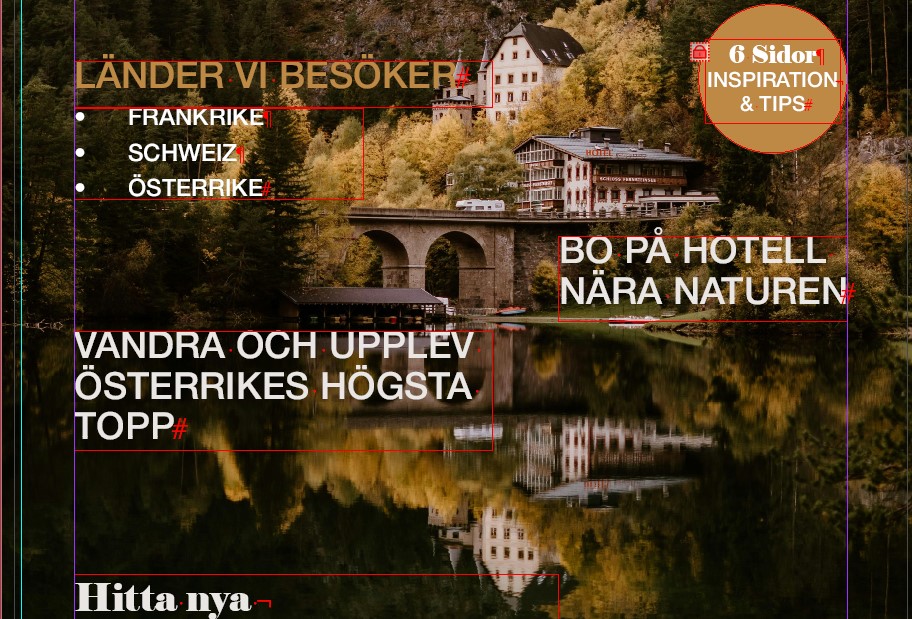 6 Sidor
INSPIRATION
& TIPS
LÄNDER VI BESÖKER
• FRANKRIKE
• SCHWEIZ
• ÖSTERRIKE
HOTEL
BO PÅ HOTELL
NÄRA NATUREN
VANDRA OCH UPPLEV
ÖSTERRIKES HÖGSTA
TOPP
Hitta nya